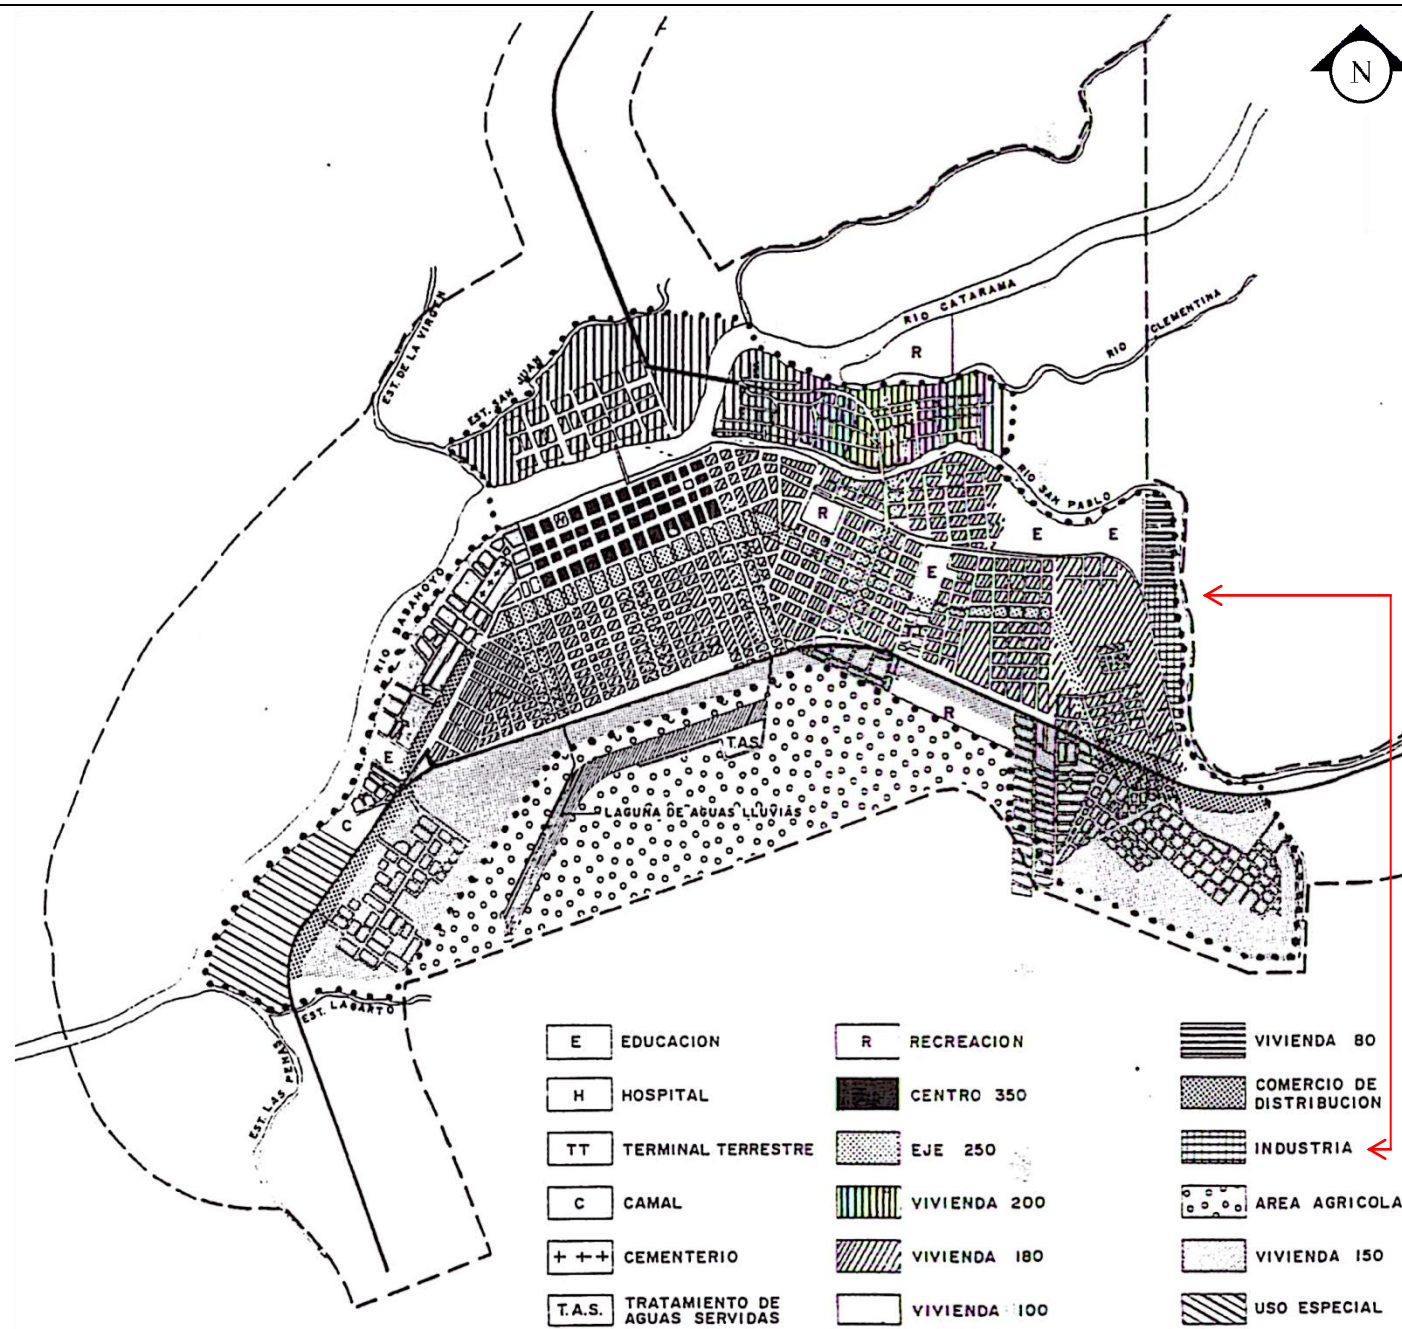 N
EST. DE LA VIRGEN
EST. SAN JUAN
RIO CATARAMA
RIO CLEMENTINA
R
RIO SAN PABLO
H
R
E
E
E
RIO BABAHOYO
E
R
T.A.S.
LAGUNA DE AGUAS LLUVIAS
C
EST. LAGARTO
EST. LAS PEÑAS
E EDUCACION
H HOSPITAL
TT TERMINAL TERRESTRE
C CAMAL
CEMENTERIO
T.A.S. TRATAMIENTO DE
AGUAS SERVIDAS
R RECREACION
CENTRO 350
EJE 250
VIVIENDA 200
VIVIENDA 180
VIVIENDA 100
VIVIENDA 80
COMERCIO DE
DISTRIBUCION
INDUSTRIA
AREA AGRICOLA
VIVIENDA 150
USO ESPECIAL